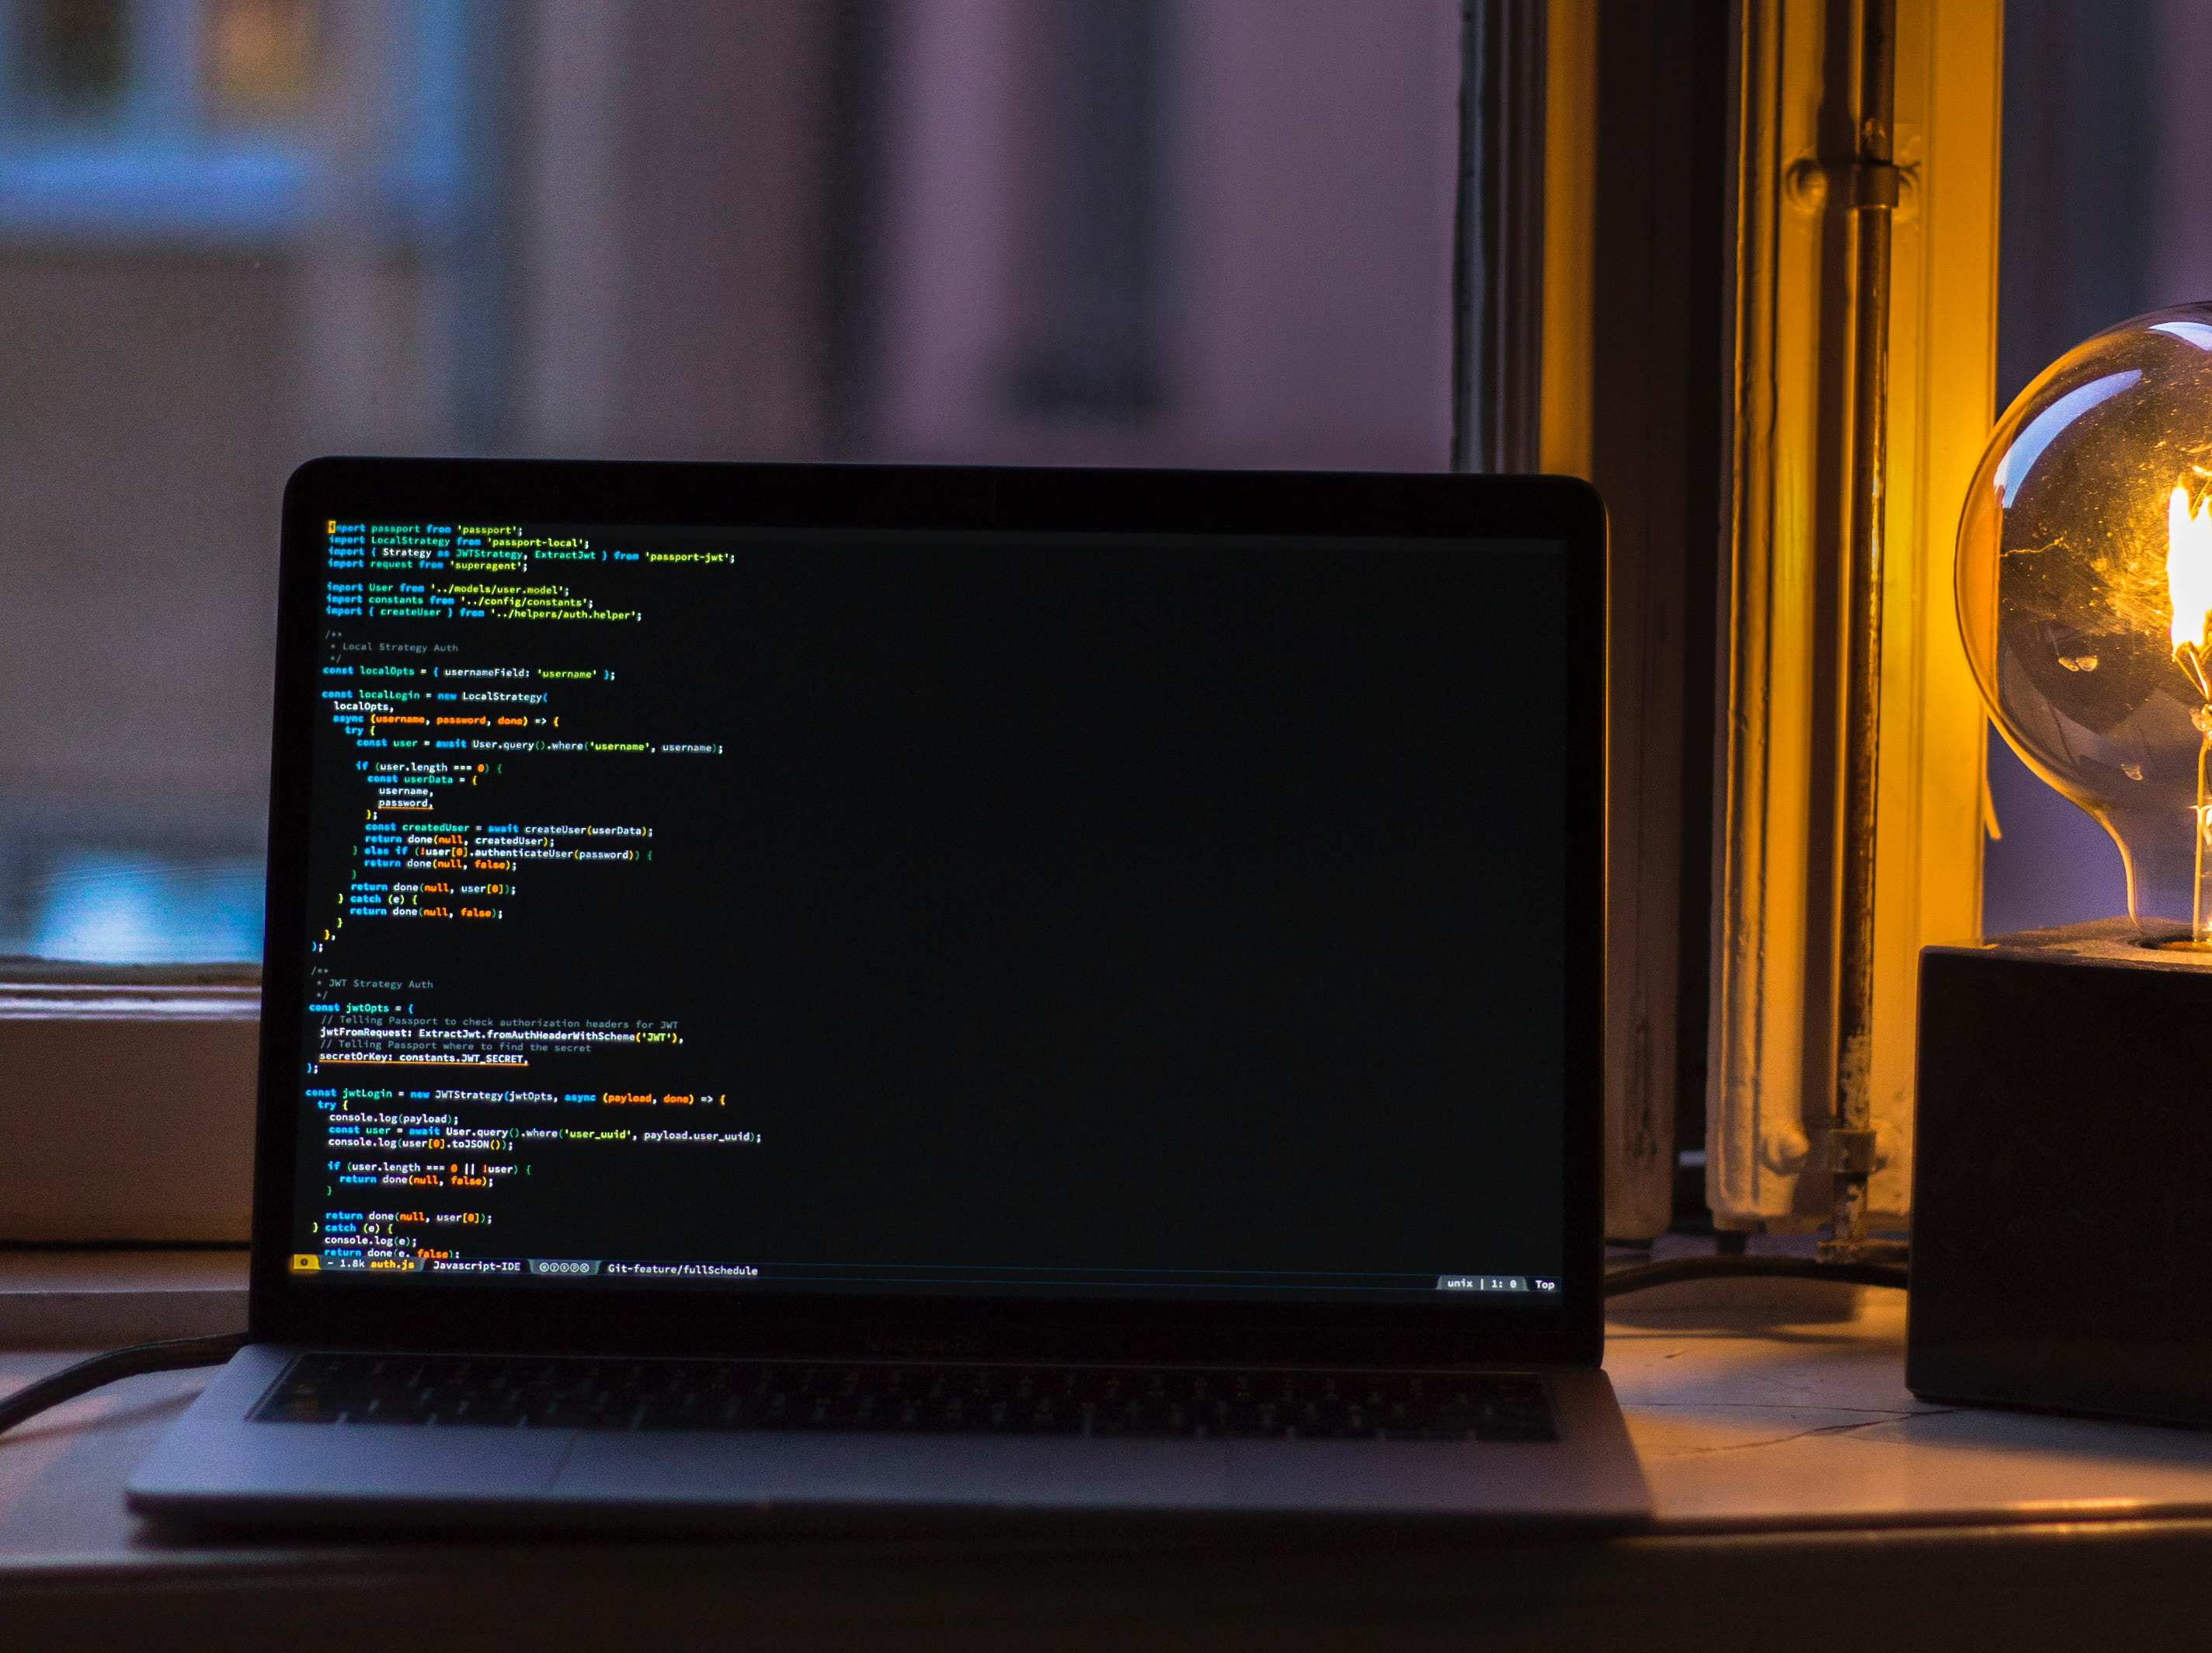 import passport from 'passport';
import LocalStrategy from 'passport-local';
import { Strategy as JWTStrategy, ExtractJwt } from 'passport-jwt';
import request from 'superagent';

import User from '../models/user.model';
import constants from '../config/constants';
import { createUser } from '../helpers/auth.helper';

/**
 * Local Strategy Auth
 */
const localOpts = { usernameField: 'username' };

const localLogin = new LocalStrategy(
  localOpts,
  async (username, password, done) => {
    try {
      const user = await User.query().where('username', username);

      if (user.length === 0) {
        const userData = {
          username,
          password,
        };
        const createdUser = await createUser(userData);
        return done(null, createdUser);
      } else if (!user[0].authenticateUser(password)) {
        return done(null, false);
      }
      return done(null, user[0]);
    } catch (e) {
      return done(null, false);
    }
  },
);

/**
 * JWT Strategy Auth
 */
const jwtOpts = {
  // Telling Passport to check authorization headers for JWT
  jwtFromRequest: ExtractJwt.fromAuthHeaderWithScheme('JWT'),
  // Telling Passport where to find the secret
  secretOrKey: constants.JWT_SECRET,
};

const jwtLogin = new JWTStrategy(jwtOpts, async (payload, done) => {
  try {
    console.log(payload);
    const user = await User.query().where('user_uuid', payload.user_uuid);
    console.log(user[0].toJSON());

    if (user.length === 0 || !user) {
      return done(null, false);
    }

    return done(null, user[0]);
  } catch (e) {
    console.log(e);
    return done(e, false);
- 1.8k auth.js Javascript-IDE Git-feature/fullSchedule unix | 1: 0 Top